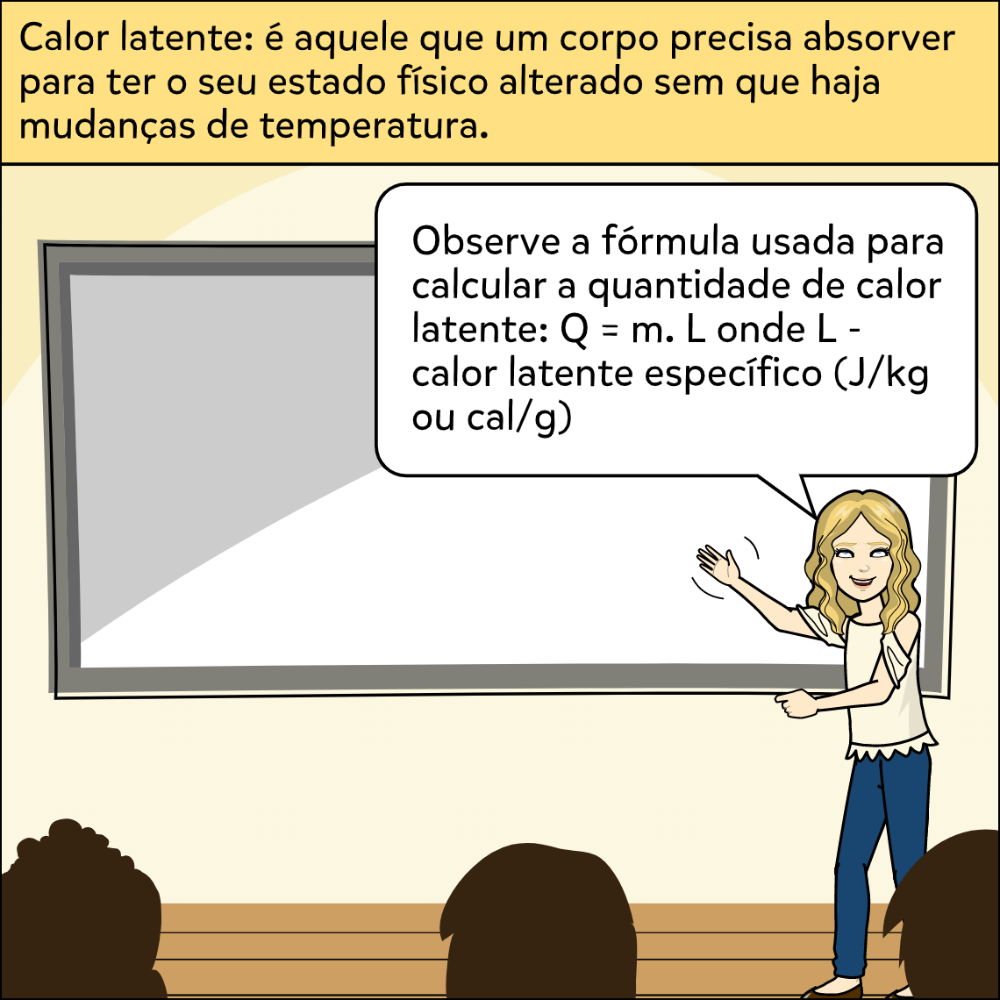 Calor latente: é aquele que um corpo precisa absorver
para ter o seu estado físico alterado sem que haja
mudanças de temperatura.
Observe a fórmula usada para
calcular a quantidade de calor
latente: Q = m. L onde L -
calor latente específico (J/kg
ou cal/g)